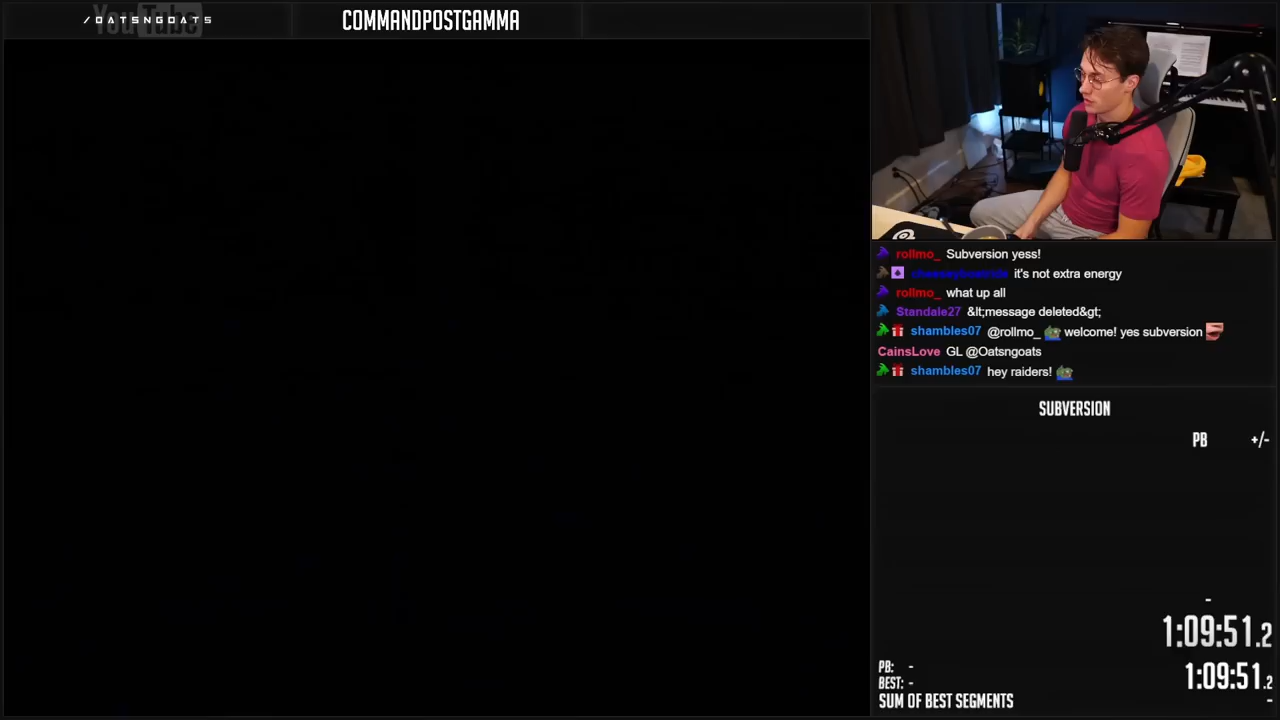 YouTube
/OATSNGOATS
COMMANDPOSTGAMMA
rollmo_ Subversion yess!
it's not extra energy
rollmo_ what up all
Standale27 &lt;message deleted&gt;
shambles07 @rollmo_ welcome! yes subversion
CainsLove GL @Oatsngoats
shambles07 hey raiders!
SUBVERSION
PB +/-
-
1:09:51.2
PB: -
BEST: -
1:09:51.2
SUM OF BEST SEGMENTS -